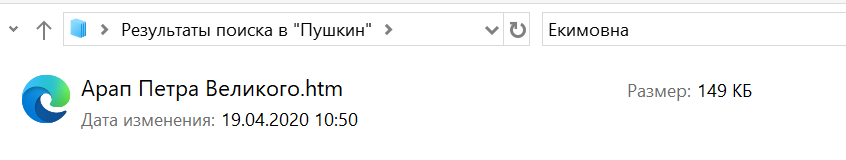 Результаты поиска в "Пушкин"
Екимовна
Арап Петра Великого.htm
Размер: 149 КБ
Дата изменения: 19.04.2020 10:50